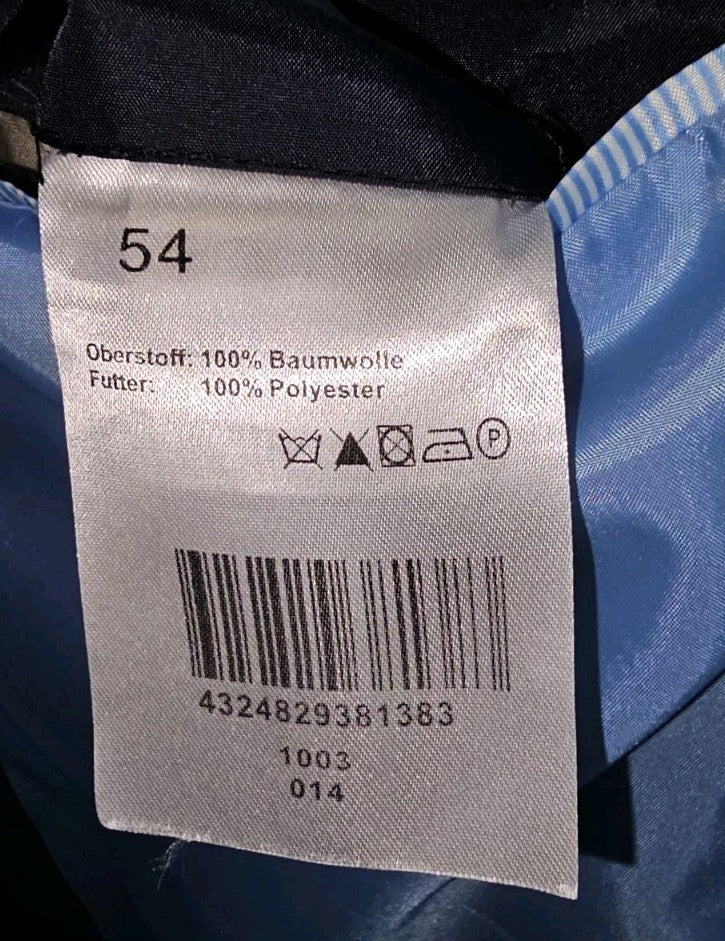 54
Oberstoff: 100% Baumwolle
Futter: 100% Polyester
P
4324829381383
1003
014